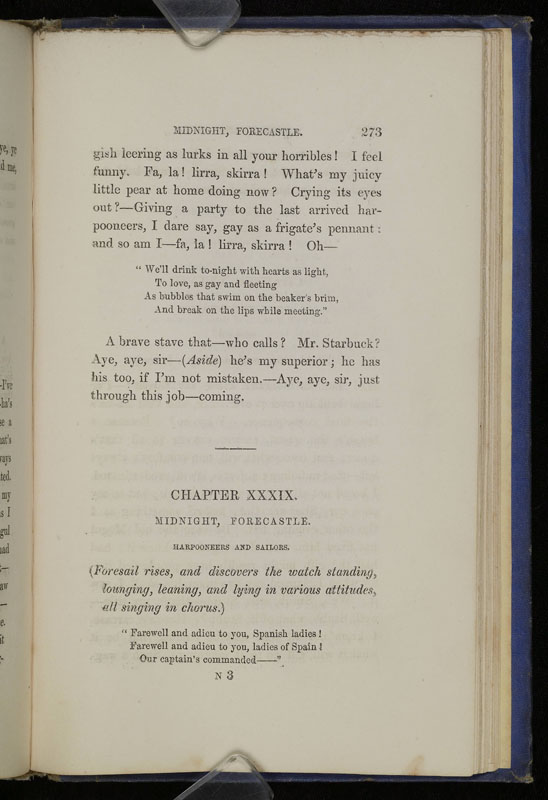 MIDNIGHT, FORECASTLE. 273
gish leering as lurks in all your horribles! I feel
funny. Fa, la! lirra, skirra! What's my juicy
little pear at home doing now? Crying its eyes
out?—Giving a party to the last arrived har-
pooneers, I dare say, gay as a frigate's pennant:
and so am I—fa, la! lirra, skirra! Oh—
"We'll drink to-night with hearts as light,
To love, as gay and fleeting
As bubbles that swim on the beaker's brim,
And break on the lips while meeting."
A brave stave that—who calls? Mr. Starbuck?
Aye, aye, sir—(Aside) he's my superior; he has
his too, if I'm not mistaken.—Aye, aye, sir, just
through this job—coming.
CHAPTER XXXIX.
MIDNIGHT, FORECASTLE.
HARPOONEERS AND SAILORS.
(Foresail rises, and discovers the watch standing,
lounging, leaning, and lying in various attitudes,
all singing in chorus.)
"Farewell and adieu to you, Spanish ladies!
Farewell and adieu to you, ladies of Spain!
Our captain's commanded——"
N 3